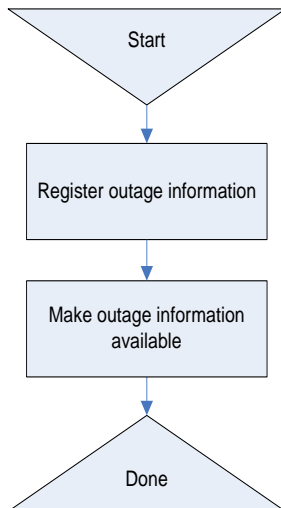 Start
Register outage information
Make outage information
available
Done